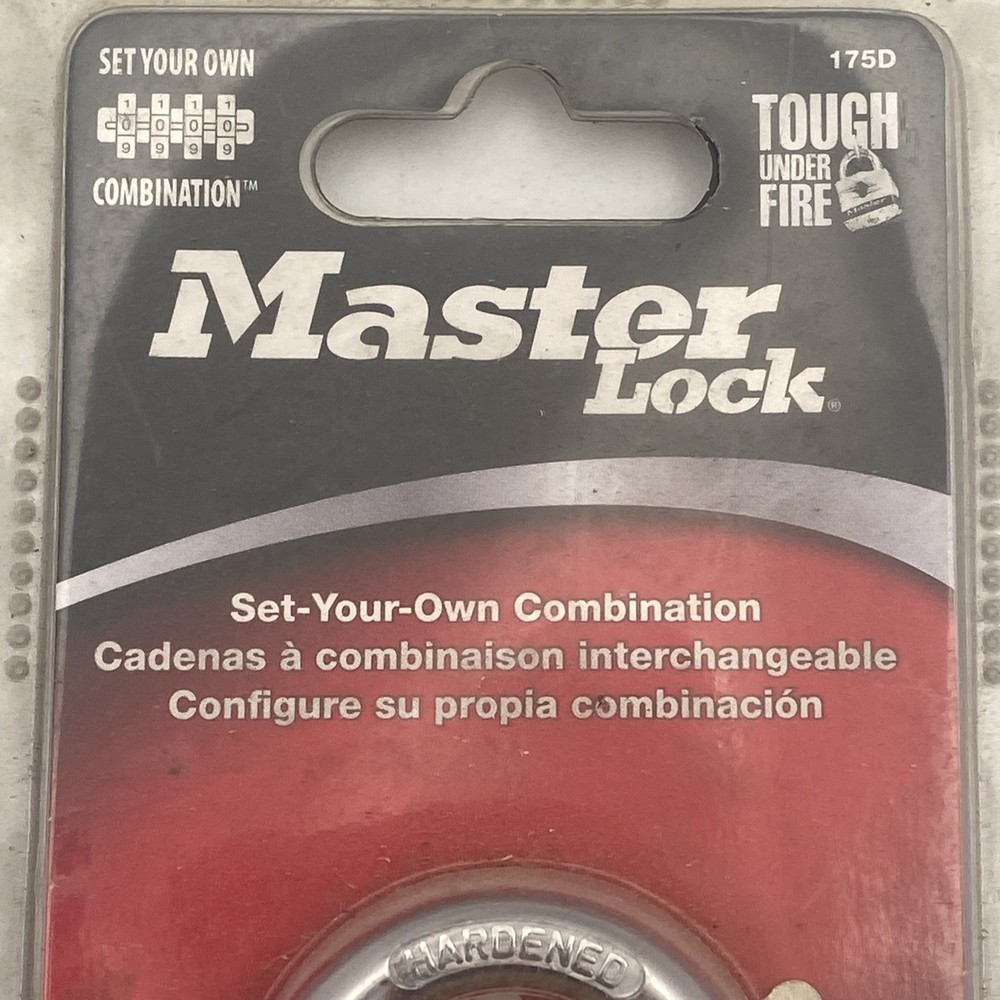 SET YOUR OWN
1 1 1 1
0 0 0 0
9 9 9 9
COMBINATION™
175D
TOUGH
UNDER
FIRE
Master
Master
Lock®
Set-Your-Own Combination
Cadenas à combinaison interchangeable
Configure su propia combinación
HARDENED